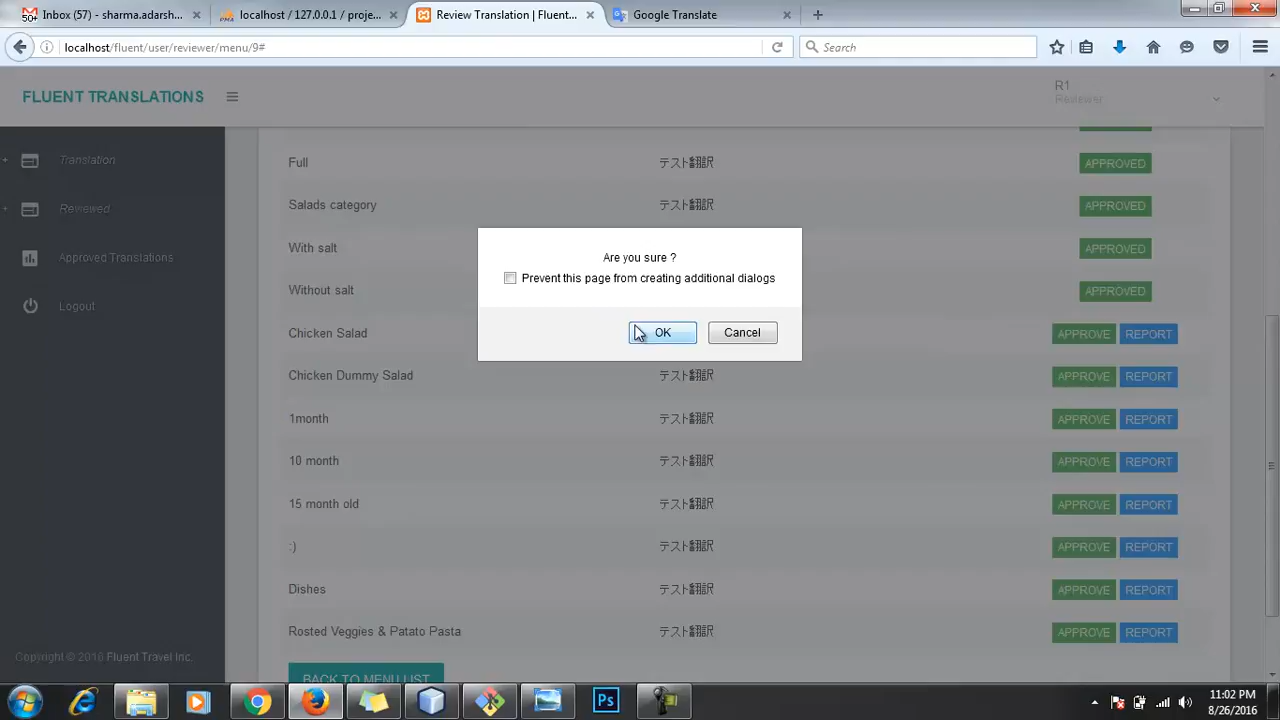 Inbox (57) - sharma.adarsh...
localhost / 127.0.0.1 / proje...
Review Translation | Fluent...
Google Translate
localhost/fluent/user/reviewer/menu/9#
Search
FLUENT TRANSLATIONS
R1
Reviewer
Translation
Reviewed
Approved Translations
Logout
Full テスト翻訳 APPROVED
Salads category テスト翻訳 APPROVED
With salt APPROVED
Without salt APPROVED
Chicken Salad APPROVE REPORT
Chicken Dummy Salad テスト翻訳 APPROVE REPORT
1month テスト翻訳 APPROVE REPORT
10 month テスト翻訳 APPROVE REPORT
15 month old テスト翻訳 APPROVE REPORT
:) テスト翻訳 APPROVE REPORT
Dishes テスト翻訳 APPROVE REPORT
Rosted Veggies & Patato Pasta テスト翻訳 APPROVE REPORT
BACK TO MENU LIST
Are you sure ?
Prevent this page from creating additional dialogs
OK Cancel
Copyright © 2016 Fluent Travel Inc.
Ps
11:02 PM
8/26/2016